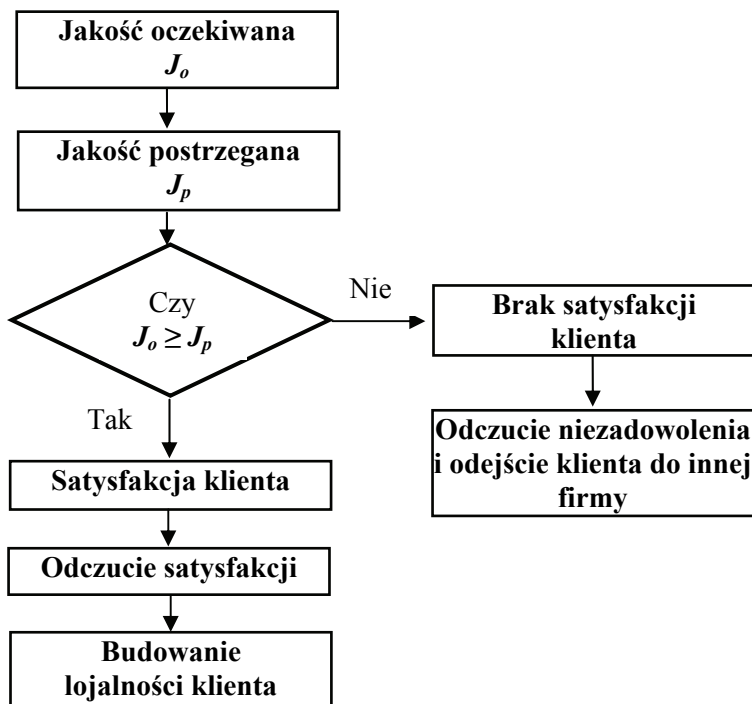 Jakość oczekiwana
Jo
Jakość postrzegana
Jp
Czy
Jo ≥ Jp
Nie
Brak satysfakcji
klienta
Tak
Odczucie niezadowolenia
i odejście klienta do innej
firmy
Satysfakcja klienta
Odczucie satysfakcji
Budowanie
lojalności klienta